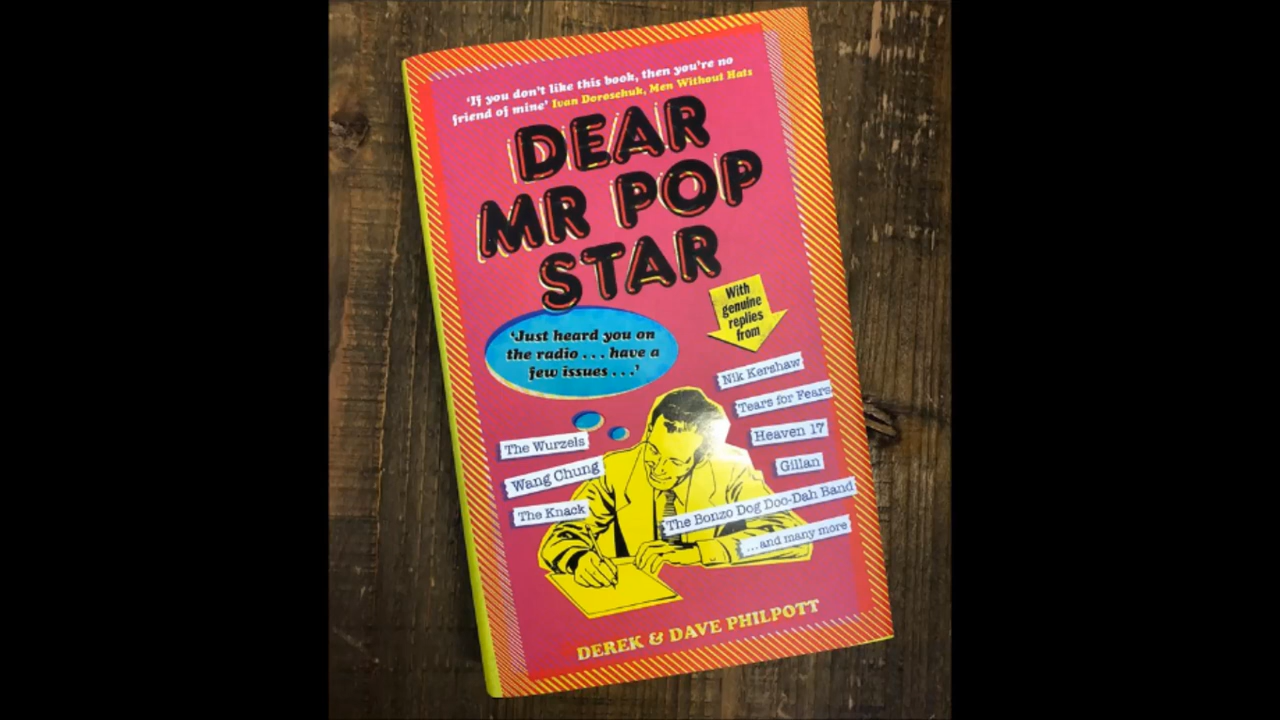 'If you don't like this book, then you're no
friend of mine' Ivan Doroschuk, Men Without Hats
DEAR
MR POP
STAR
'Just heard you on
the radio . . . have a
few issues . . .'
With
genuine
replies
from
Nik Kershaw
Tears for Fears
Heaven 17
Gillan
The Bonzo Dog Doo-Dah Band
...and many more
The Wurzels
Wang Chung
The Knack
DEREK & DAVE PHILPOTT